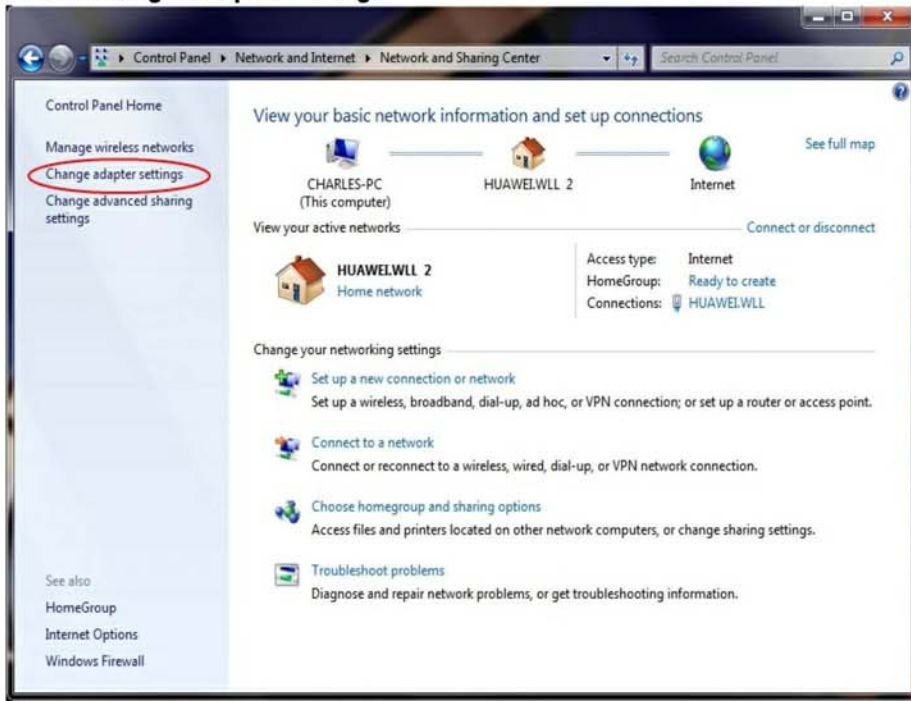 Control Panel ▸ Network and Internet ▸ Network and Sharing Center
Search Control Panel
Control Panel Home
Manage wireless networks
Change adapter settings
Change advanced sharing
settings
See also
HomeGroup
Internet Options
Windows Firewall
View your basic network information and set up connections
See full map
CHARLES-PC
(This computer)
HUAWEI.WLL 2
Internet
View your active networks
Connect or disconnect
HUAWEI.WLL 2
Home network
Access type: Internet
HomeGroup: Ready to create
Connections: HUAWEI.WLL
Change your networking settings
Set up a new connection or network
Set up a wireless, broadband, dial-up, ad hoc, or VPN connection; or set up a router or access point.
Connect to a network
Connect or reconnect to a wireless, wired, dial-up, or VPN network connection.
Choose homegroup and sharing options
Access files and printers located on other network computers, or change sharing settings.
Troubleshoot problems
Diagnose and repair network problems, or get troubleshooting information.